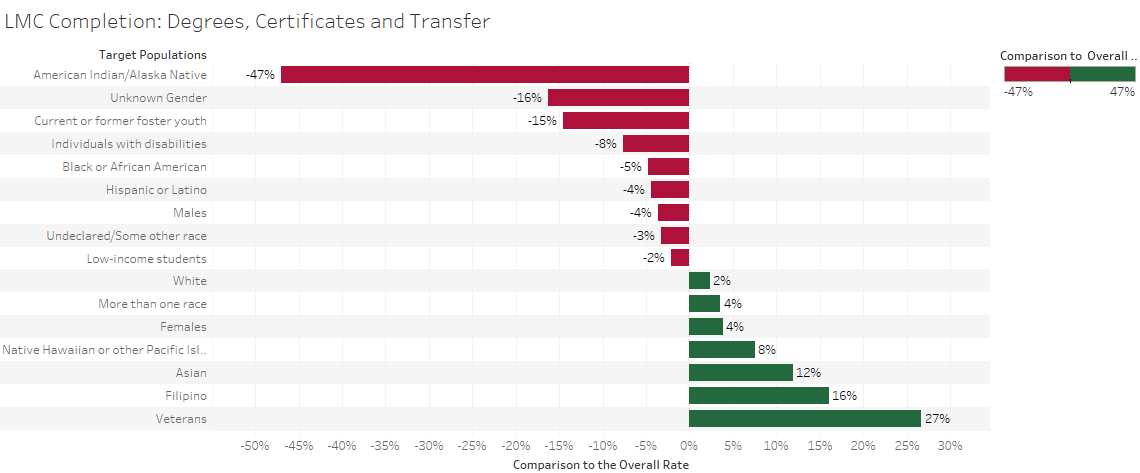 LMC Completion: Degrees, Certificates and Transfer
Target Populations
Comparison to Overall ..
-47% 47%
American Indian/Alaska Native -47%
Unknown Gender -16%
Current or former foster youth -15%
Individuals with disabilities -8%
Black or African American -5%
Hispanic or Latino -4%
Males -4%
Undeclared/Some other race -3%
Low-income students -2%
White 2%
More than one race 4%
Females 4%
Native Hawaiian or other Pacific Isl.. 8%
Asian 12%
Filipino 16%
Veterans 27%
-50% -45% -40% -35% -30% -25% -20% -15% -10% -5% 0% 5% 10% 15% 20% 25% 30%
Comparison to the Overall Rate